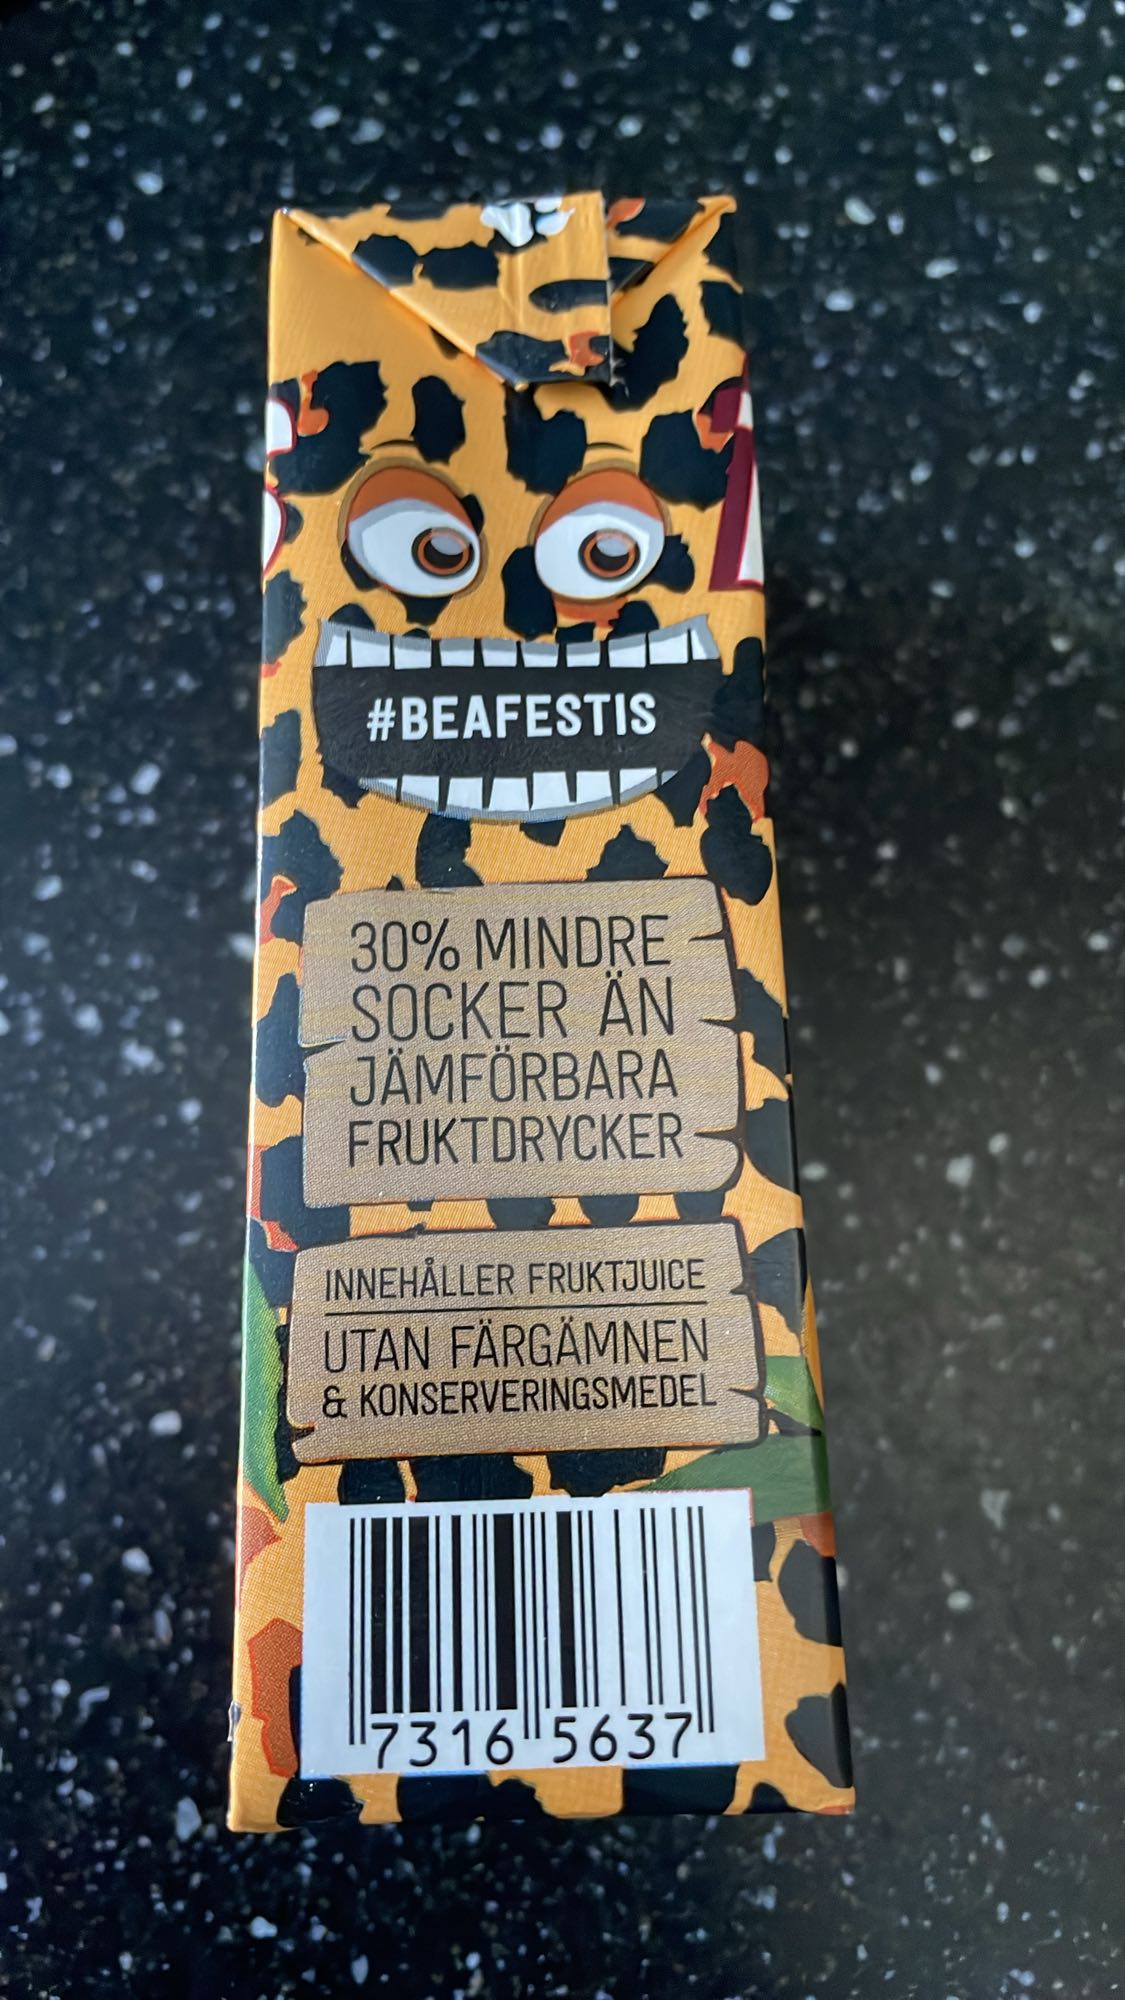 #BEAFESTIS
30% MINDRE
SOCKER ÄN
JÄMFÖRBARA
FRUKTDRYCKER
INNEHÅLLER FRUKTJUICE
UTAN FÄRGÄMNEN
& KONSERVERINGSMEDEL
7316 5637